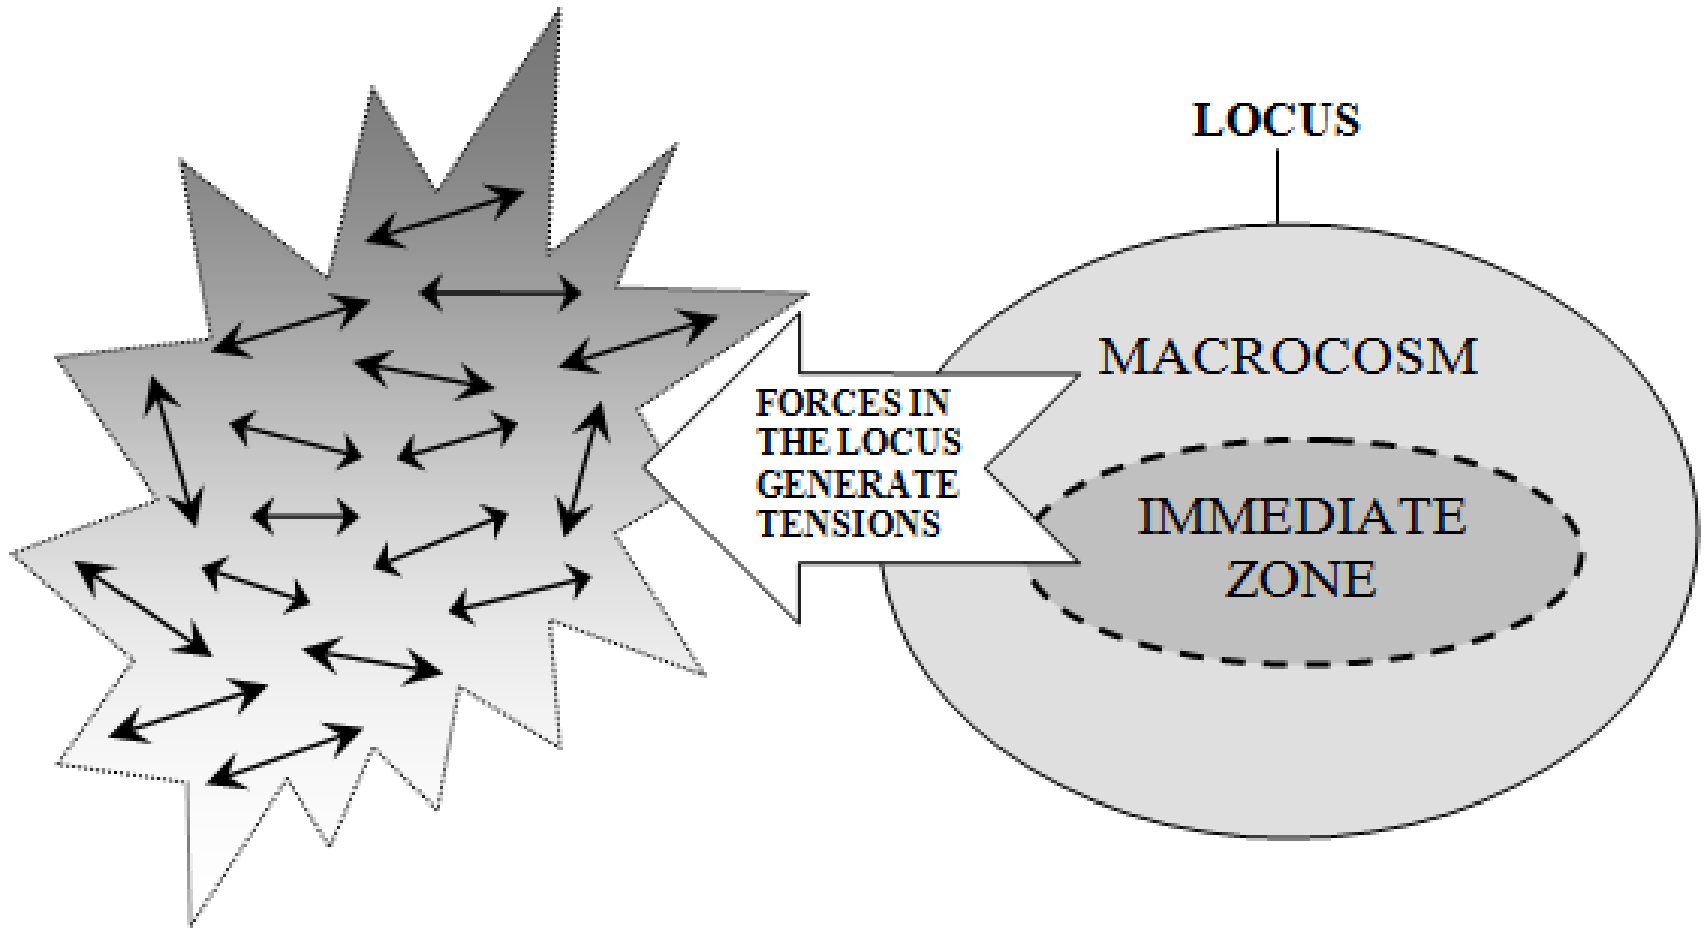 LOCUS
MACROCOSM
FORCES IN
THE LOCUS
GENERATE
TENSIONS
IMMEDIATE
ZONE